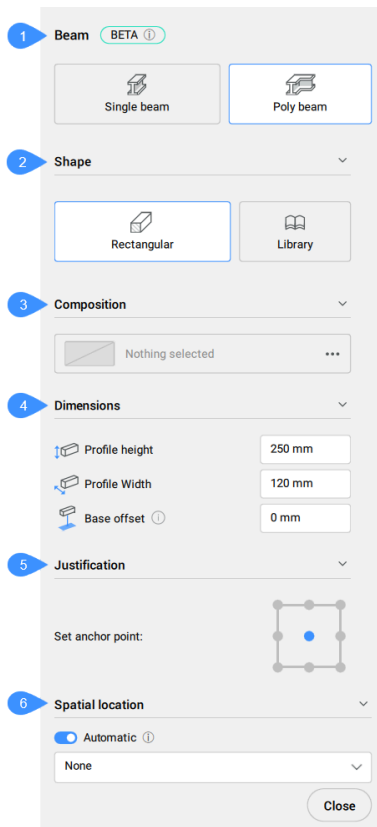 1 Beam BETA
Single beam Poly beam
2 Shape
Rectangular Library
3 Composition
Nothing selected
4 Dimensions
Profile height 250 mm
Profile Width 120 mm
Base offset 0 mm
5 Justification
Set anchor point:
6 Spatial location
Automatic
None
Close